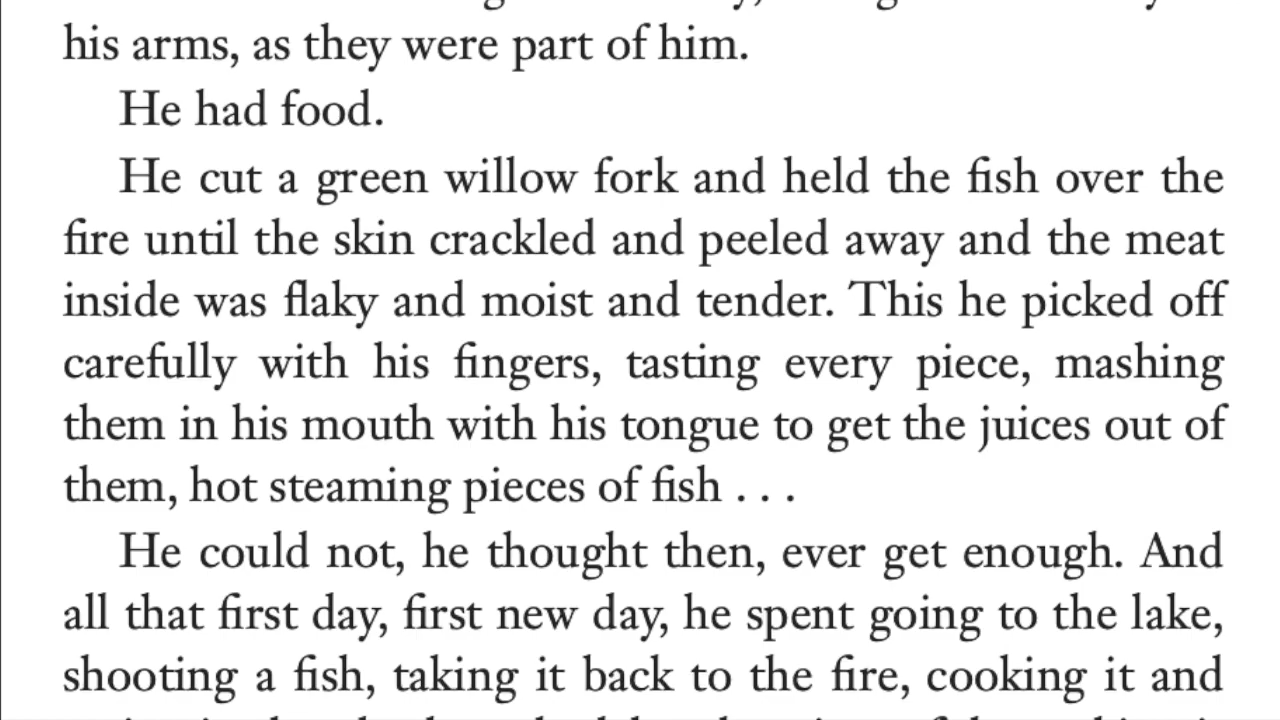 his arms, as they were part of him.
He had food.
He cut a green willow fork and held the fish over the
fire until the skin crackled and peeled away and the meat
inside was flaky and moist and tender. This he picked off
carefully with his fingers, tasting every piece, mashing
them in his mouth with his tongue to get the juices out of
them, hot steaming pieces of fish . . .
He could not, he thought then, ever get enough. And
all that first day, first new day, he spent going to the lake,
shooting a fish, taking it back to the fire, cooking it and